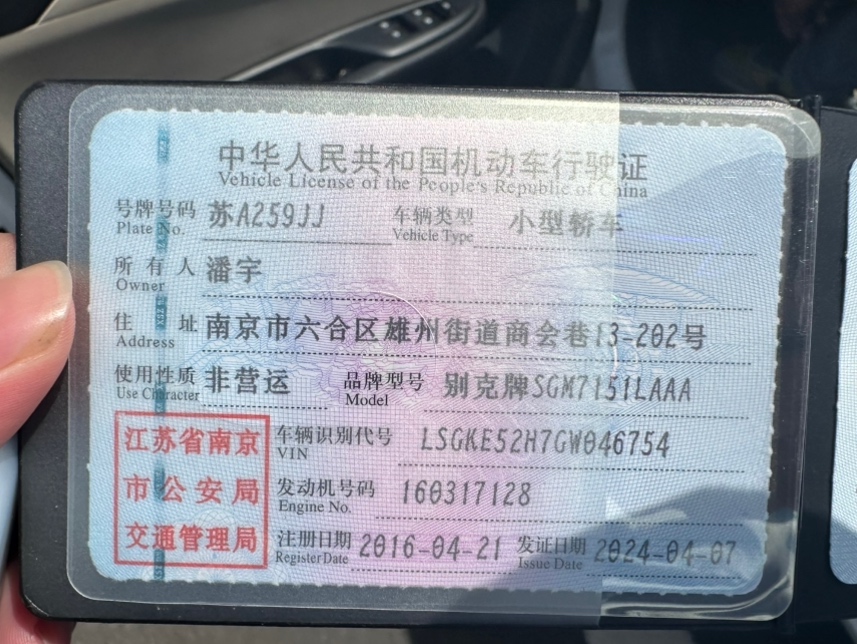 中华人民共和国机动车行驶证
Vehicle License of the People's Republic of China
号牌号码 苏A259JJ 车辆类型 小型轿车
Plate No. Vehicle Type
所有人 潘宇
Owner
住址 南京市六合区雄州街道商会巷13-202号
Address
使用性质 非营运 品牌型号 别克牌SGM7151LAAA
Use Character Model
江苏省南京
市公安局
交通管理局
车辆识别代号 LSGKE52H7GW046754
VIN
发动机号码 160317128
Engine No.
注册日期 2016-04-21 发证日期 2024-04-07
Register Date Issue Date